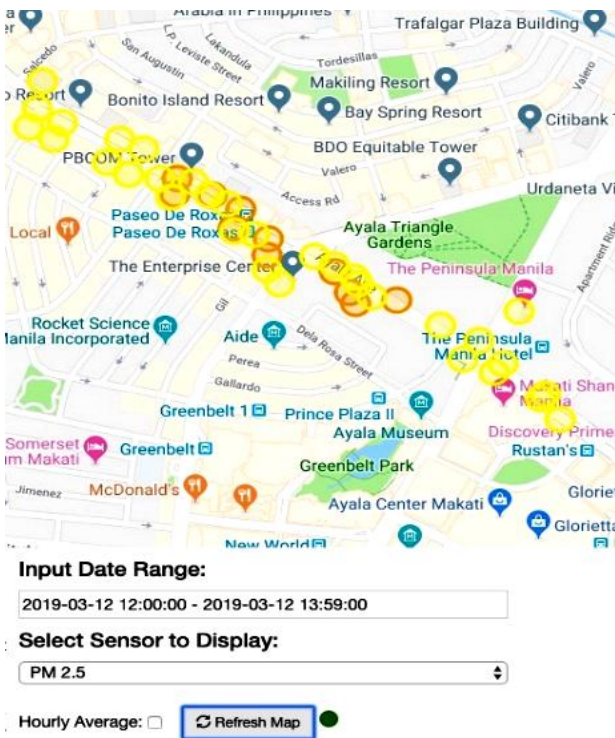 Arabia in Philippines
Trafalgar Plaza Building
Salcedo
San Augustin
L.P. Leviste Street
Lakandula
Tordesillas
Valero
Makiling Resort
Resort
Bonito Island Resort
Bay Spring Resort
Citibank
BDO Equitable Tower
PBCOM Tower
Valero
Access Rd
Urdaneta Vi
Paseo De Rox
Paseo De Roxas
Local
Ayala Triangle
Gardens
Apartment Rid
The Enterprise Center
The Peninsula Manila
Gil
Rocket Science
Manila Incorporated
Aide
Dela Rosa Street
The Peninsula
Manila Hotel
Perea
Gallardo
Makati Shan
Greenbelt 1
Prince Plaza II
Ayala Museum
Discovery Prime
Rustan's
Somerset
m Makati
Greenbelt
Greenbelt Park
Jimenez
McDonald's
Ayala Center Makati
Glorie
Glorietta
New World
Input Date Range:
2019-03-12 12:00:00 - 2019-03-12 13:59:00
Select Sensor to Display:
PM 2.5
Hourly Average:
Refresh Map